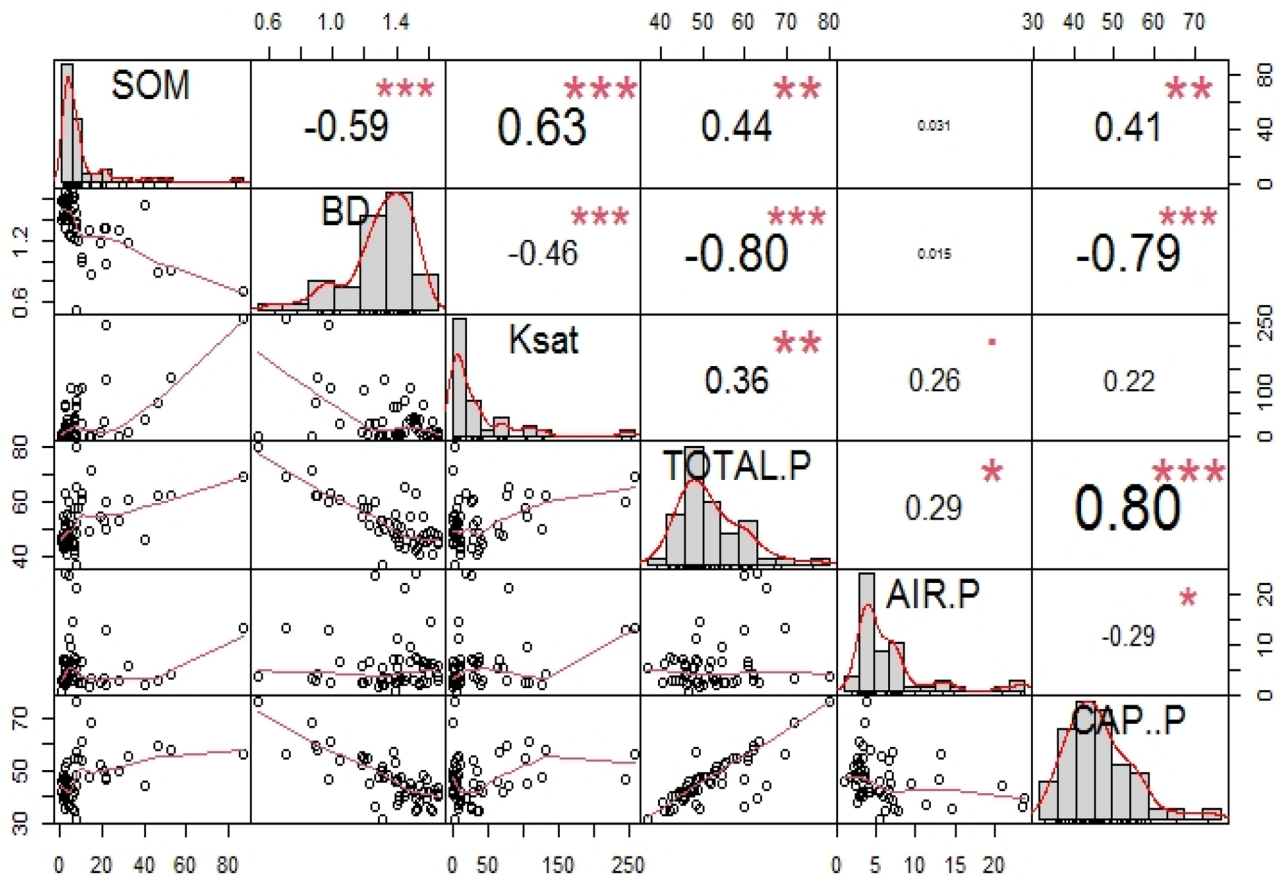 0.6 1.0 1.4 40 50 60 70 80 30 40 50 60 70
SOM *** *** ** ** 80
-0.59 0.63 0.44 0.031 0.41 40
0
BD *** *** ***
1.2 -0.46 -0.80 0.015 -0.79
0.6
Ksat ** . 250
0.36 0.26 0.22 100
0
80 TOTAL.P * ***
60 0.29 0.80
40
AIR.P * 20
-0.29 10
0
70 CAP..P
50
30
0 20 40 60 80 0 50 150 250 0 5 10 15 20